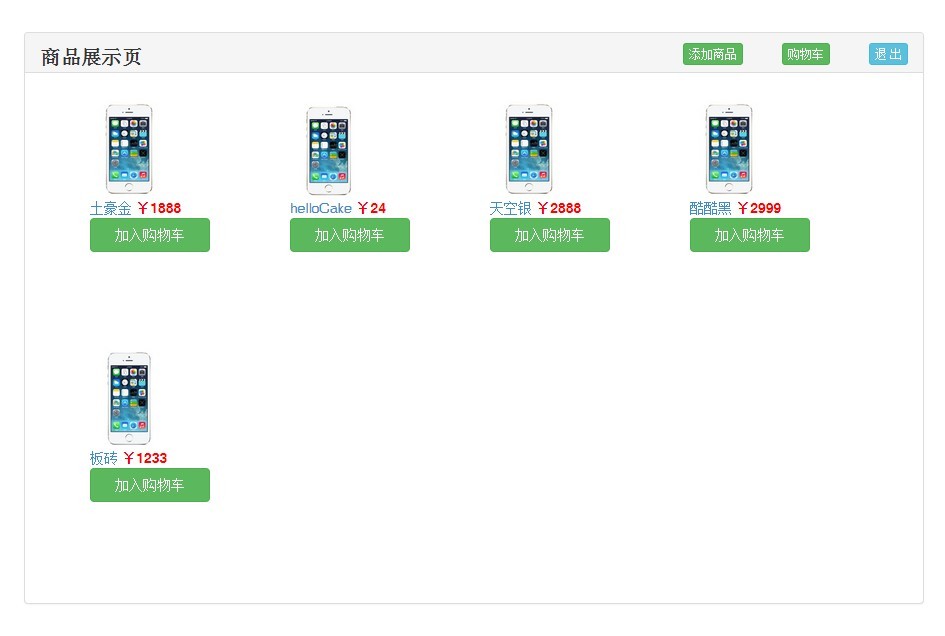 商品展示页 添加商品 购物车 退 出
土豪金 ￥1888 helloCake ￥24 天空银 ￥2888 酷酷黑 ￥2999
加入购物车 加入购物车 加入购物车 加入购物车
板砖 ￥1233
加入购物车